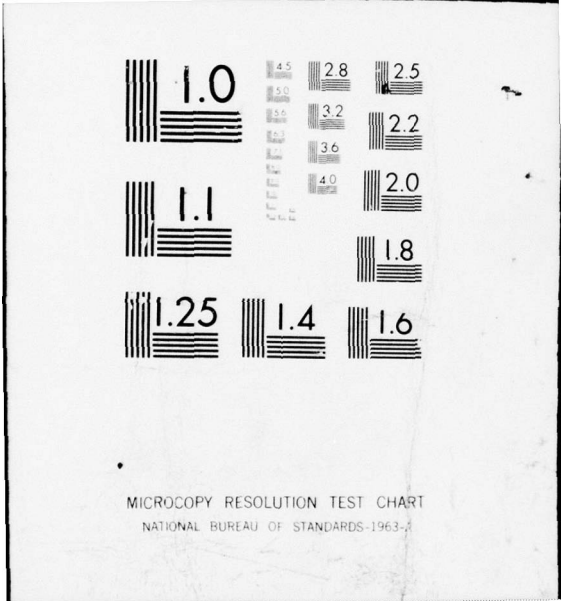 1.0
4.5 2.8 2.5
5.0
5.6 3.2 2.2
6.3
3.6
4.0 2.0
1.1
1.8
1.25 1.4 1.6
MICROCOPY RESOLUTION TEST CHART
NATIONAL BUREAU OF STANDARDS-1963-A